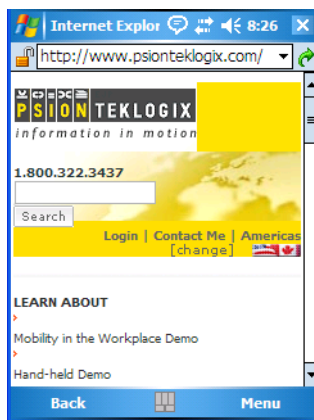 Internet Explor 8:26
http://www.psionteklogix.com/
PSION TEKLOGIX
information in motion
1.800.322.3437
Search
Login | Contact Me | Americas
[change]
LEARN ABOUT
Mobility in the Workplace Demo
Hand-held Demo
Back Menu